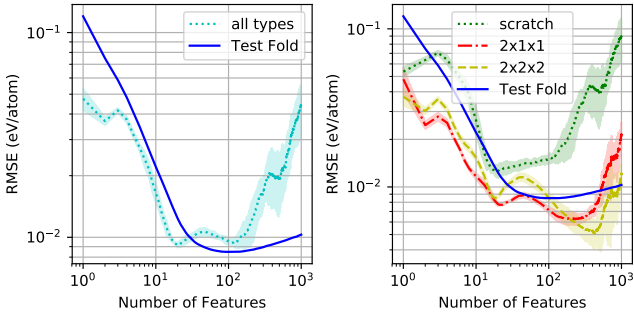 all types
Test Fold
10⁻¹
10⁻²
RMSE (eV/atom)
10⁰ 10¹ 10² 10³
Number of Features
scratch
2x1x1
2x2x2
Test Fold
10⁻¹
10⁻²
RMSE (eV/atom)
10⁰ 10¹ 10² 10³
Number of Features